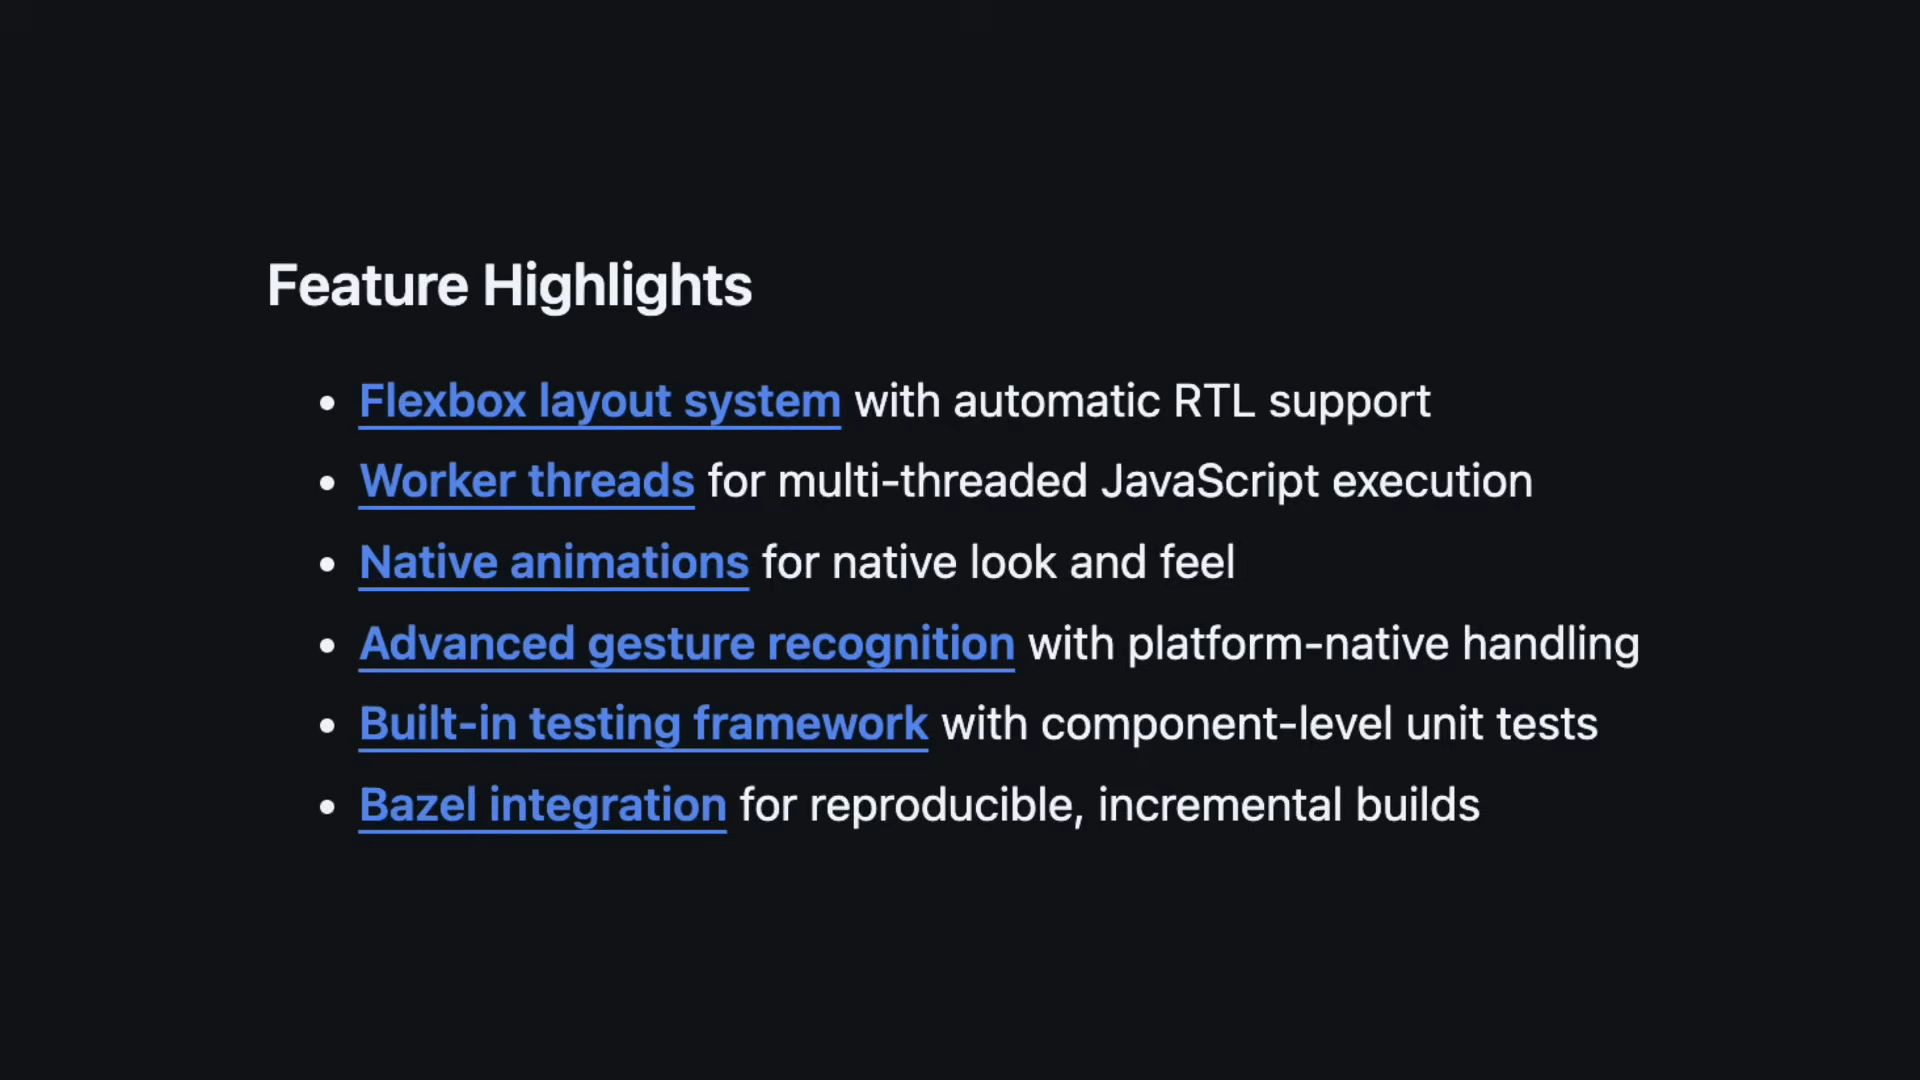 Feature Highlights
• Flexbox layout system with automatic RTL support
• Worker threads for multi-threaded JavaScript execution
• Native animations for native look and feel
• Advanced gesture recognition with platform-native handling
• Built-in testing framework with component-level unit tests
• Bazel integration for reproducible, incremental builds